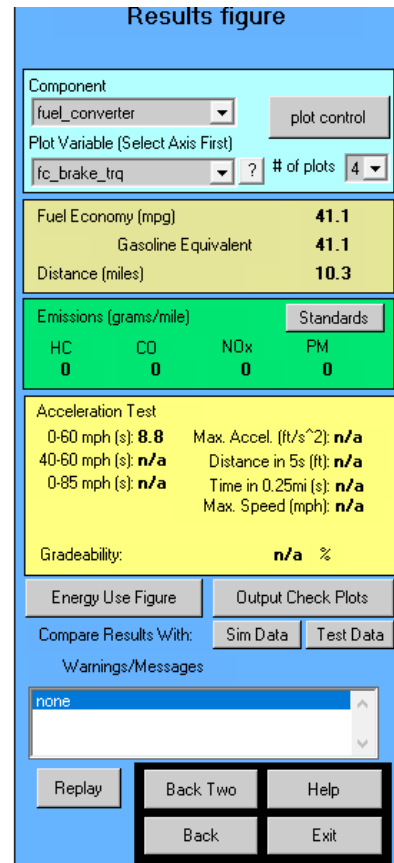 Results figure
Component
fuel_converter
plot control
Plot Variable (Select Axis First)
fc_brake_trq
?
# of plots 4
Fuel Economy (mpg) 41.1
Gasoline Equivalent 41.1
Distance (miles) 10.3
Emissions (grams/mile) Standards
HC CO NOx PM
0 0 0 0
Acceleration Test
0-60 mph (s): 8.8 Max. Accel. (ft/s^2): n/a
40-60 mph (s): n/a Distance in 5s (ft): n/a
0-85 mph (s): n/a Time in 0.25mi (s): n/a
Max. Speed (mph): n/a
Gradeability: n/a %
Energy Use Figure Output Check Plots
Compare Results With: Sim Data Test Data
Warnings/Messages
none
Replay Back Two Help
Back Exit